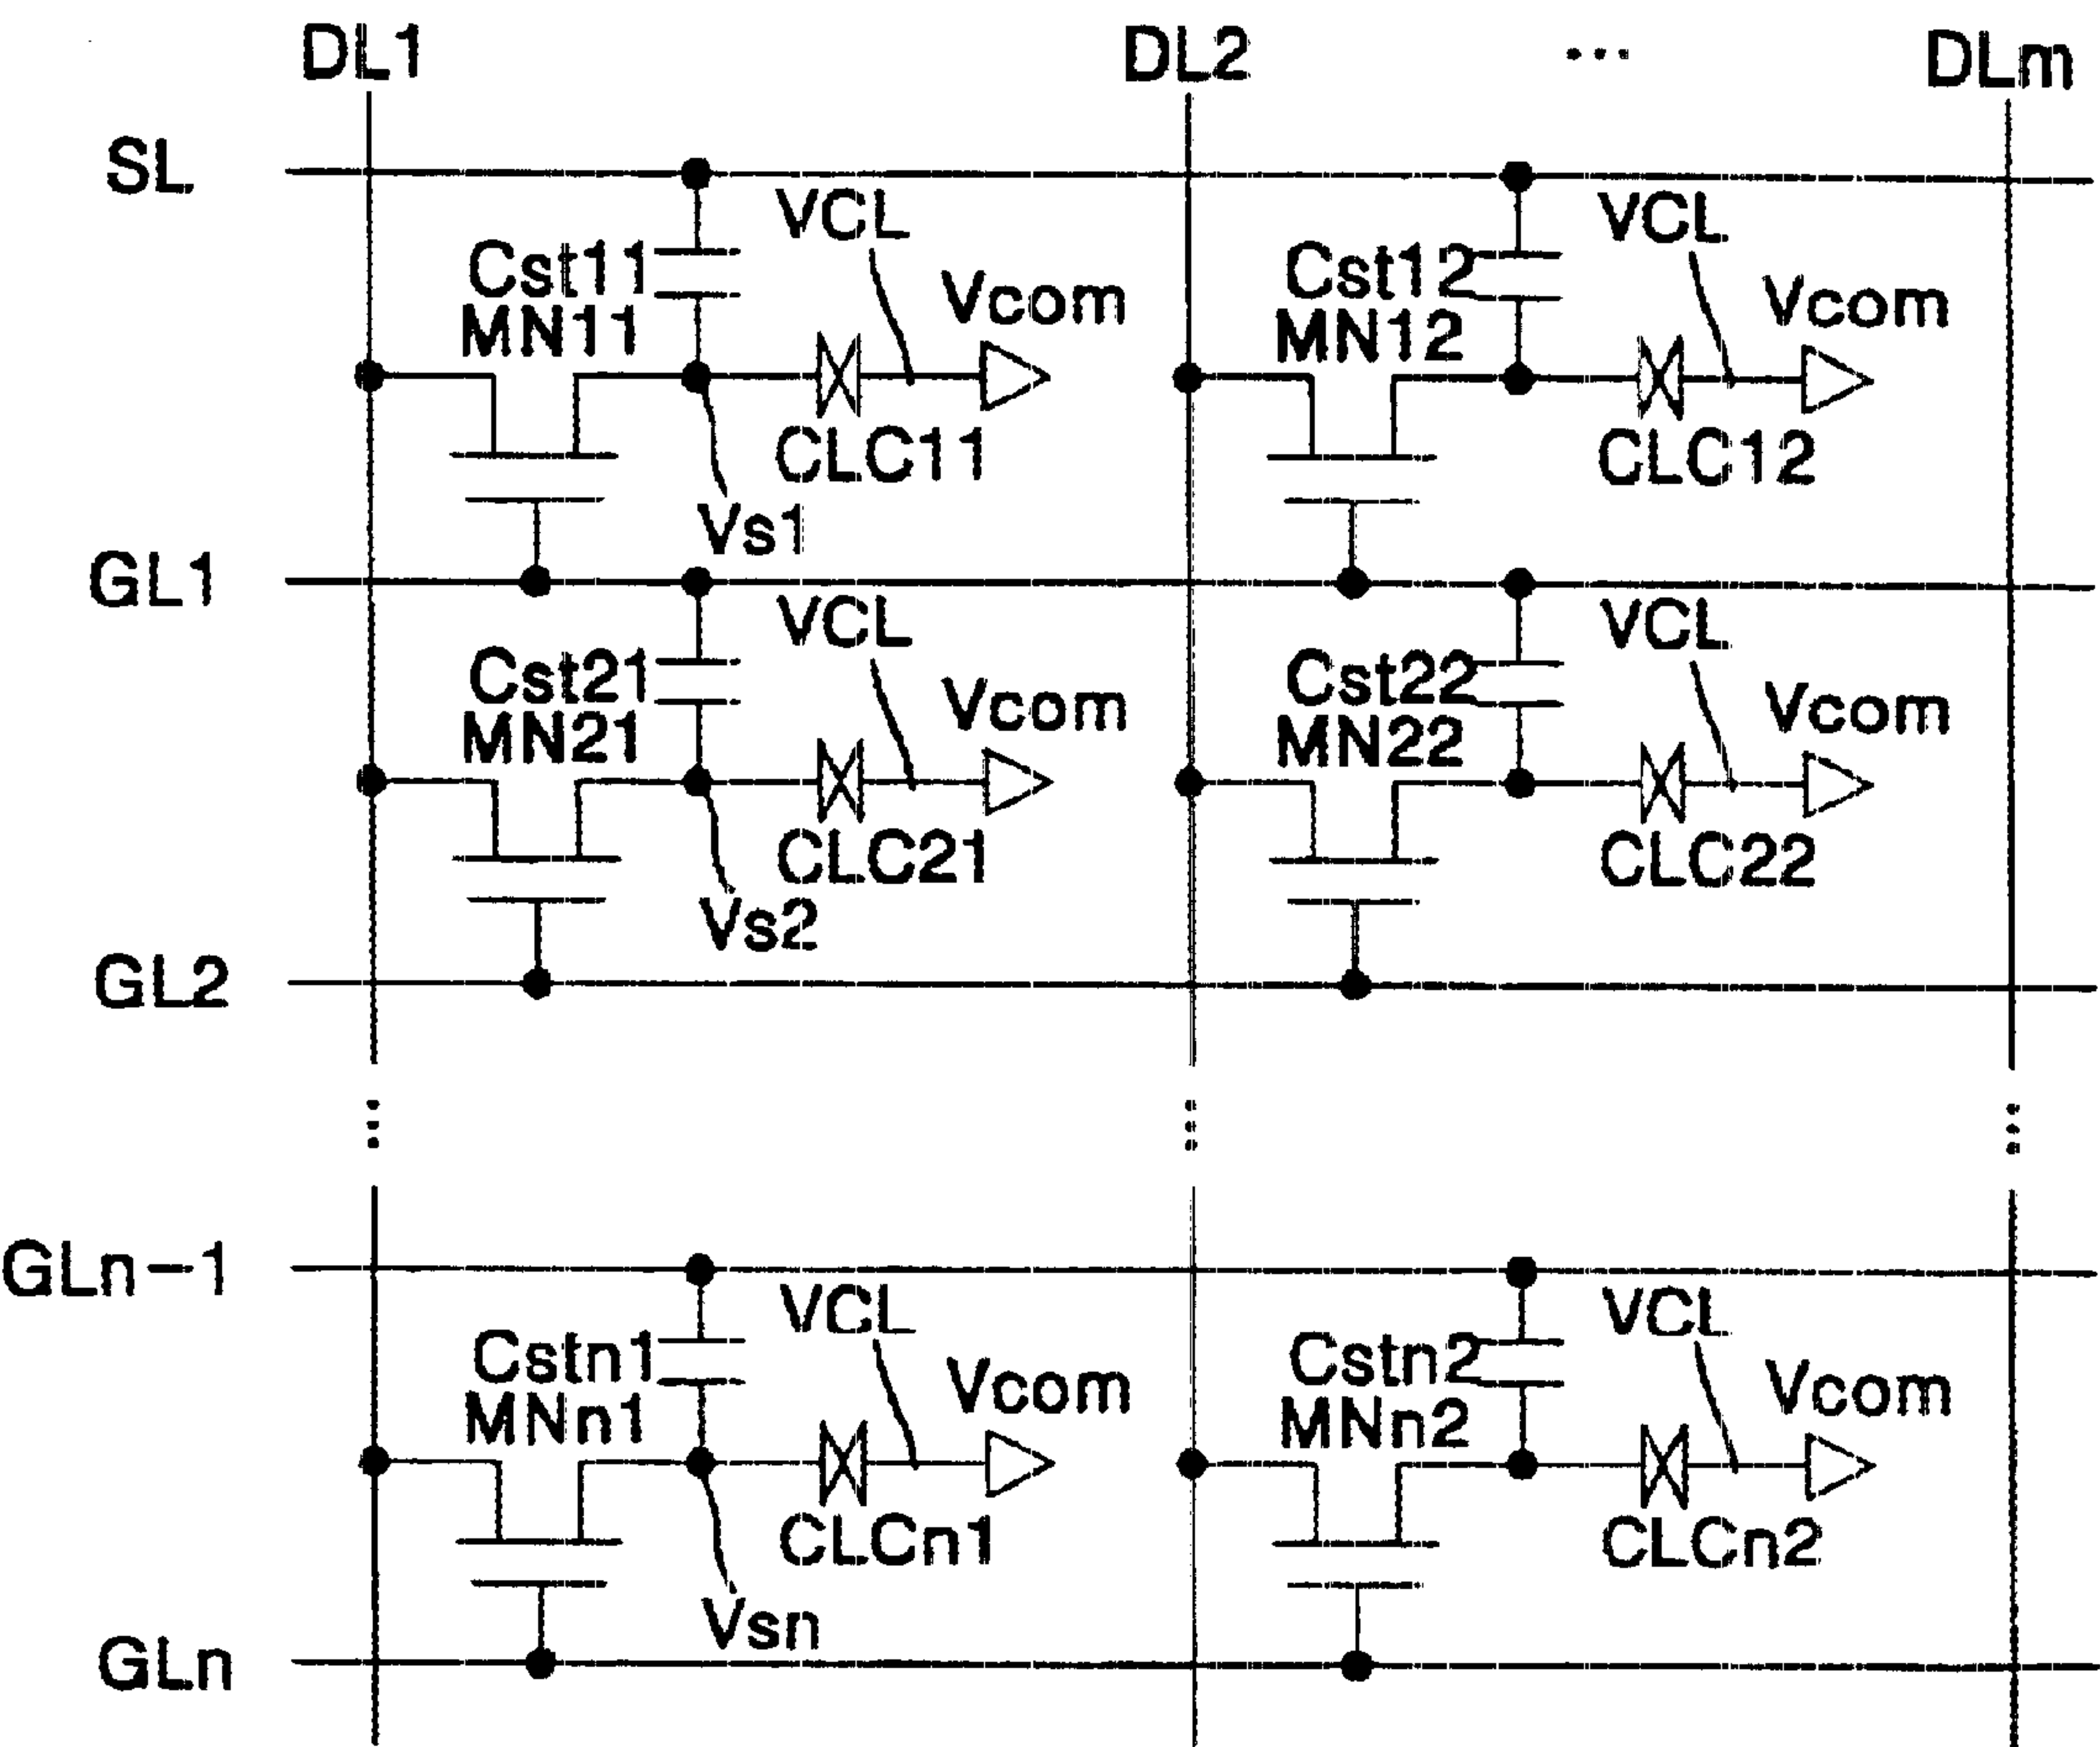 DL1 DL2 ... DLm
SL
VCL VCL
Cst11 Vcom Cst12 Vcom
MN11 MN12
CLC11 CLC12
Vs1
GL1
VCL VCL
Cst21 Vcom Cst22 Vcom
MN21 MN22
CLC21 CLC22
Vs2
GL2
GLn-1
VCL VCL
Cstn1 Vcom Cstn2 Vcom
MNn1 MNn2
CLCn1 CLCn2
Vsn
GLn